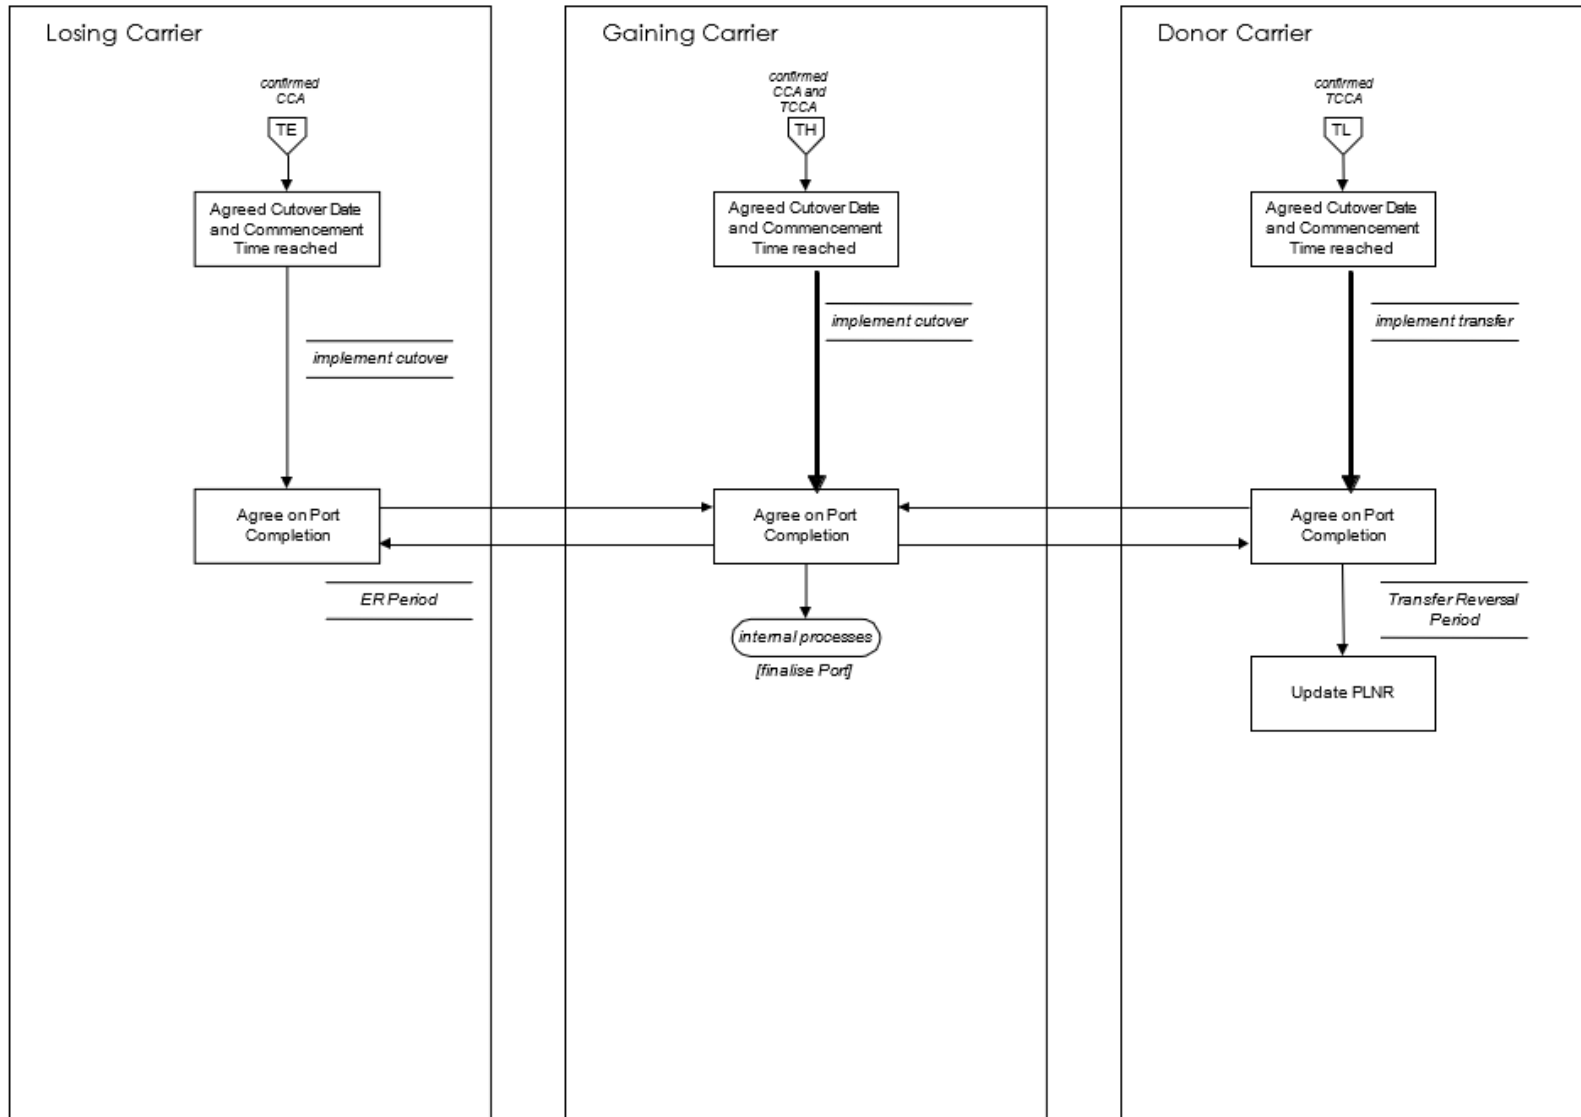 Losing Carrier
confirmed
CCA
TE
Agreed Cutover Date
and Commencement
Time reached
implement cutover
Agree on Port
Completion
ER Period
Gaining Carrier
confirmed
CCA and
TCCA
TH
Agreed Cutover Date
and Commencement
Time reached
implement cutover
Agree on Port
Completion
internal processes
[finalise Port]
Donor Carrier
confirmed
TCCA
TL
Agreed Cutover Date
and Commencement
Time reached
implement transfer
Agree on Port
Completion
Transfer Reversal
Period
Update PLNR